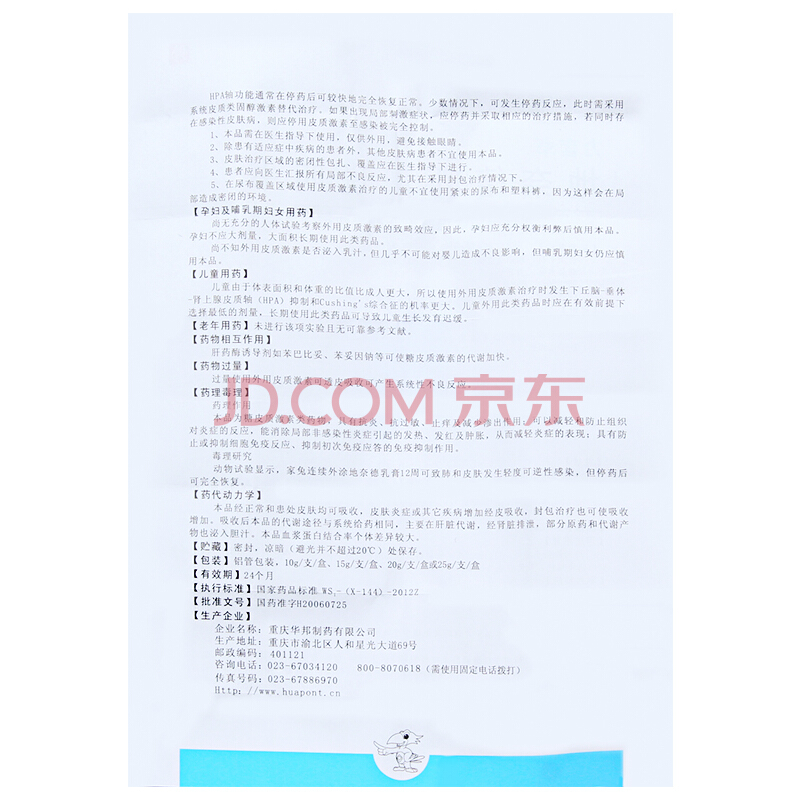 HPA轴功能通常在停药后可较快地完全恢复正常。少数情况下，可发生停药反应，此时需采用
系统皮质类固醇激素替代治疗。如果出现局部刺激症状，应停药并采取相应的治疗措施，若同时存
在感染性皮肤病，则应停用皮质激素至感染被完全控制。
1、本品需在医生指导下使用，仅供外用，避免接触眼睛。
2、除患有适应症中疾病的患者外，其他皮肤病患者不宜使用本品。
3、皮肤治疗区域的密闭性包扎、覆盖应在医生指导下进行。
4、患者应向医生汇报所有局部不良反应，尤其在采用封包治疗情况下。
5、在尿布覆盖区域使用皮质激素治疗的儿童不宜使用紧束的尿布和塑料裤，因为这样会在局
部造成密闭的环境。
【孕妇及哺乳期妇女用药】
尚无充分的人体试验考察外用皮质激素的致畸效应，因此，孕妇应充分权衡利弊后慎用本品。
孕妇不应大剂量，大面积长期使用此类药品。
尚不知外用皮质激素是否泌入乳汁，但几乎不可能对婴儿造成不良影响，但哺乳期妇女仍应慎
用本品。
【儿童用药】
儿童由于体表面积和体重的比值比成人更大，所以使用外用皮质激素治疗时发生下丘脑-垂体
-肾上腺皮质轴（HPA）抑制和Cushing's综合征的机率更大。儿童外用此类药品时应在有效前提下
选择最低的剂量，长期使用此类药品可导致儿童生长发育迟缓。
【老年用药】未进行该项实验且无可靠参考文献。
【药物相互作用】
肝药酶诱导剂如苯巴比妥、苯妥因钠等可使糖皮质激素的代谢加快。
【药物过量】
过量使用外用皮质激素可透皮吸收可产生系统性不良反应。
【药理毒理】
药理作用
本品为糖皮质激素类药物，具有抗炎、抗过敏、止痒及减少渗出作用；可以减轻和防止组织
对炎症的反应，能消除局部非感染性炎症引起的发热、发红及肿胀，从而减轻炎症的表现；具有防
止或抑制细胞免疫反应、抑制初次免疫应答的免疫抑制作用。
毒理研究
动物试验显示，家兔连续外涂地奈德乳膏12周可致肺和皮肤发生轻度可逆性感染，但停药后
可完全恢复。
【药代动力学】
本品经正常和患处皮肤均可吸收，皮肤炎症或其它疾病增加经皮吸收，封包治疗也可使吸收
增加。吸收后本品的代谢途径与系统给药相同，主要在肝脏代谢，经肾脏排泄，部分原药和代谢产
物也泌入胆汁。本品血浆蛋白结合率个体差异较大。
【贮藏】密封，凉暗（避光并不超过20℃）处保存。
【包装】铝管包装，10g/支/盒、15g/支/盒、20g/支/盒或25g/支/盒
【有效期】24个月
【执行标准】国家药品标准 WS₁-（X-144）-2012Z
【批准文号】国药准字H20060725
【生产企业】
企业名称：重庆华邦制药有限公司
生产地址：重庆市渝北区人和星光大道69号
邮政编码：401121
咨询电话：023-67034120 800-8070618（需使用固定电话拨打）
传真号码：023-67886970
Http://www.huapont.cn
JD.COM 京东